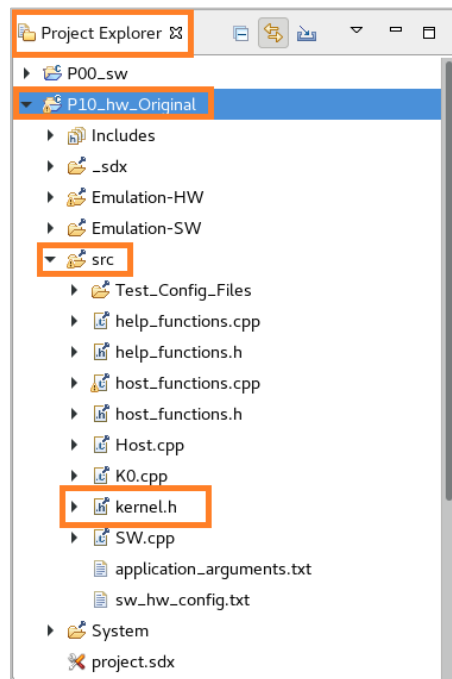 Project Explorer
P00_sw
P10_hw_Original
Includes
_sdx
Emulation-HW
Emulation-SW
src
Test_Config_Files
help_functions.cpp
help_functions.h
host_functions.cpp
host_functions.h
Host.cpp
K0.cpp
kernel.h
SW.cpp
application_arguments.txt
sw_hw_config.txt
System
project.sdx